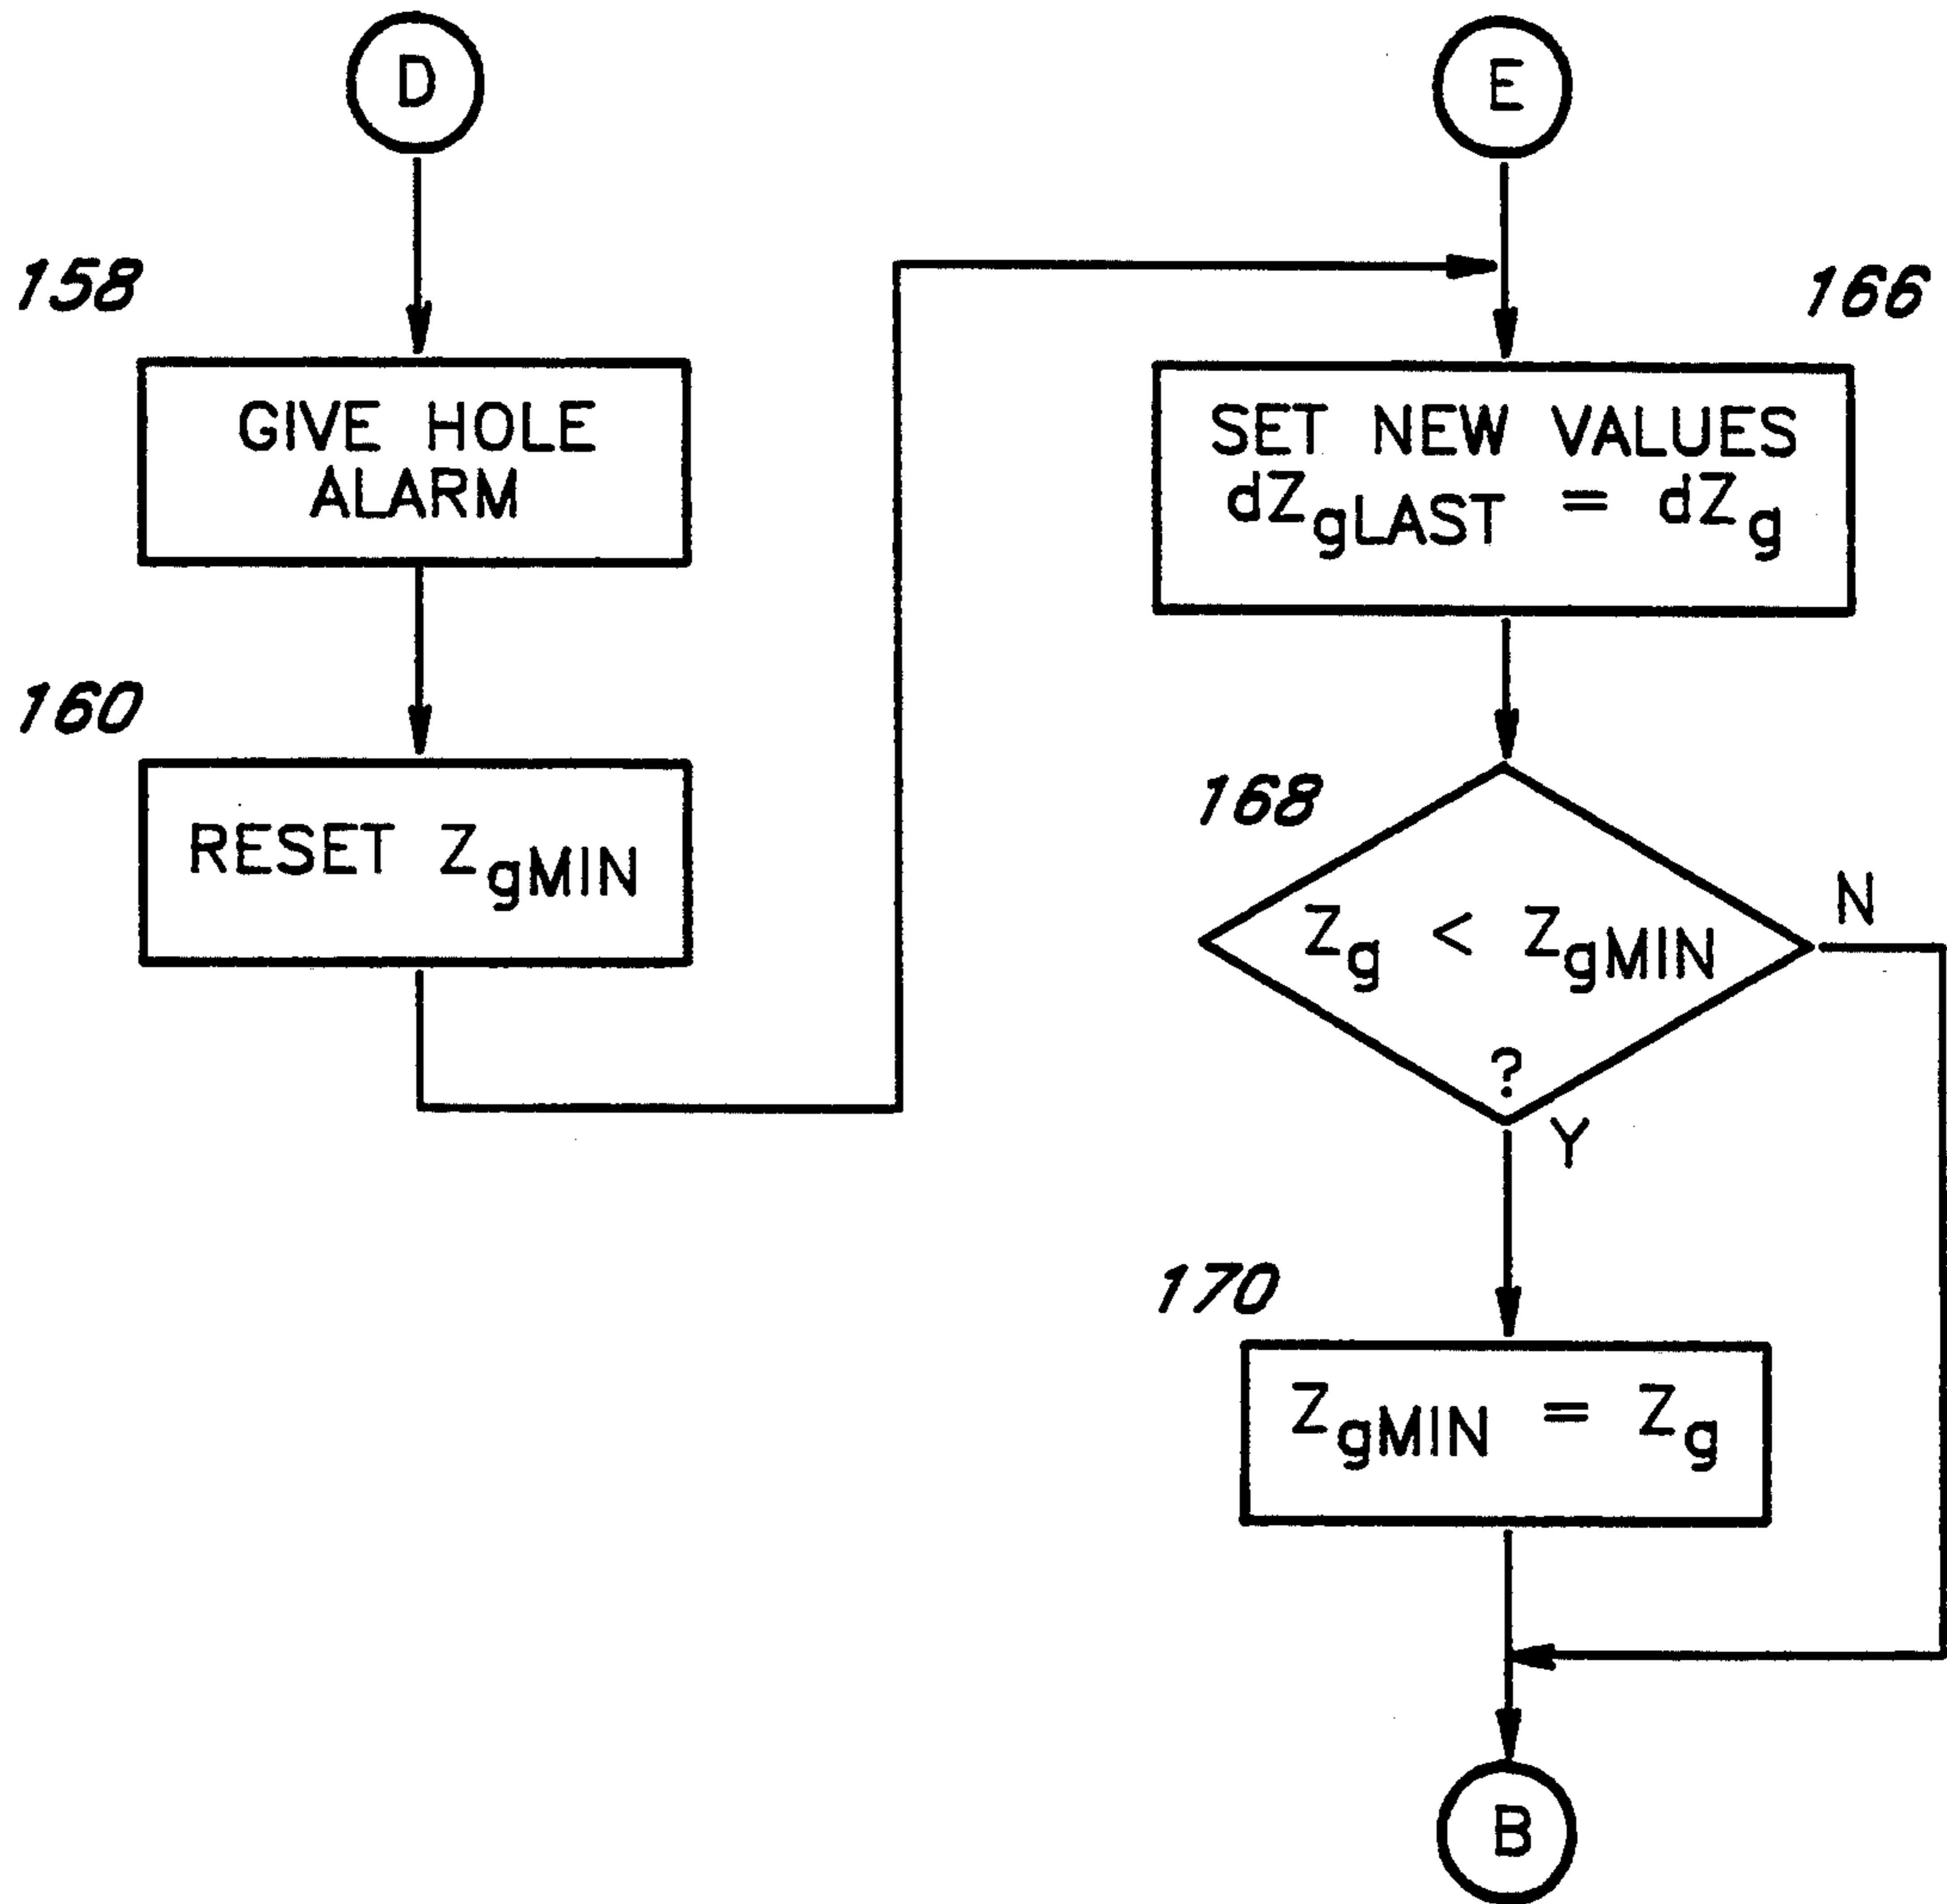 D
158
GIVE HOLE
ALARM
160
RESET ZgMIN
E
166
SET NEW VALUES
dZgLAST = dZg
168
Zg < ZgMIN
?
N
Y
170
ZgMIN = Zg
B